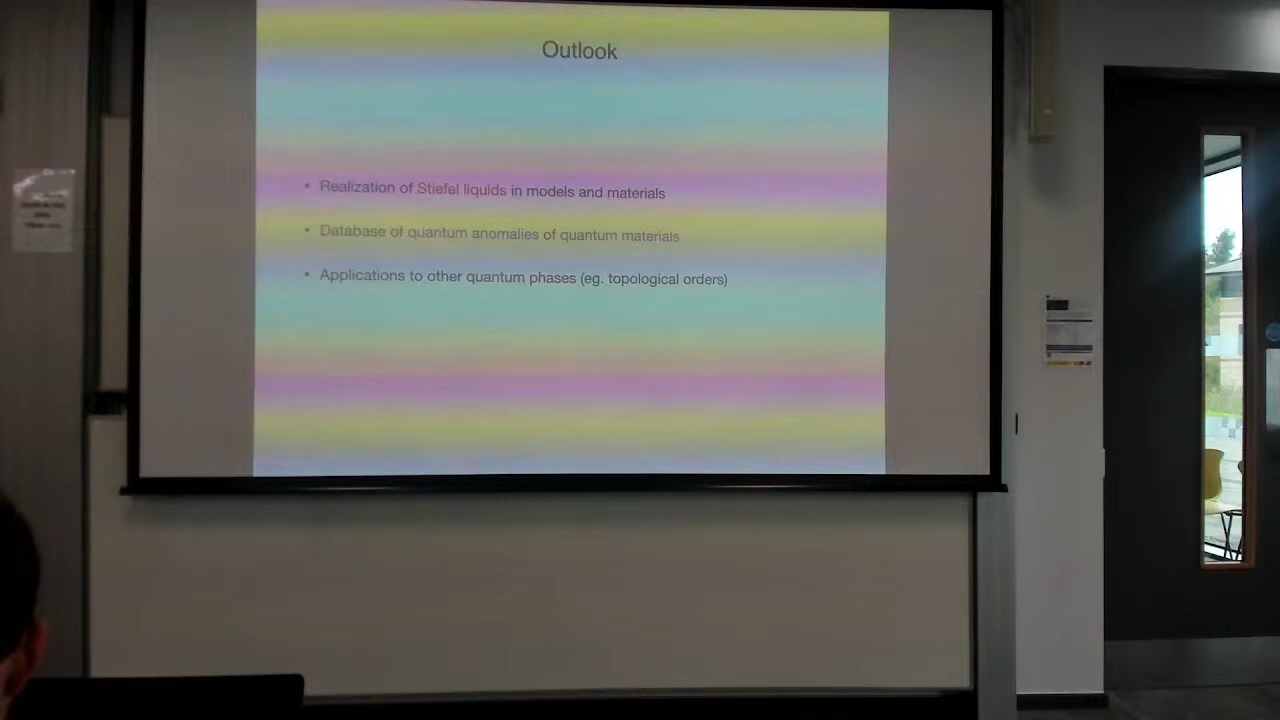 Outlook
• Realization of Stiefel liquids in models and materials
• Database of quantum anomalies of quantum materials
• Applications to other quantum phases (eg. topological orders)